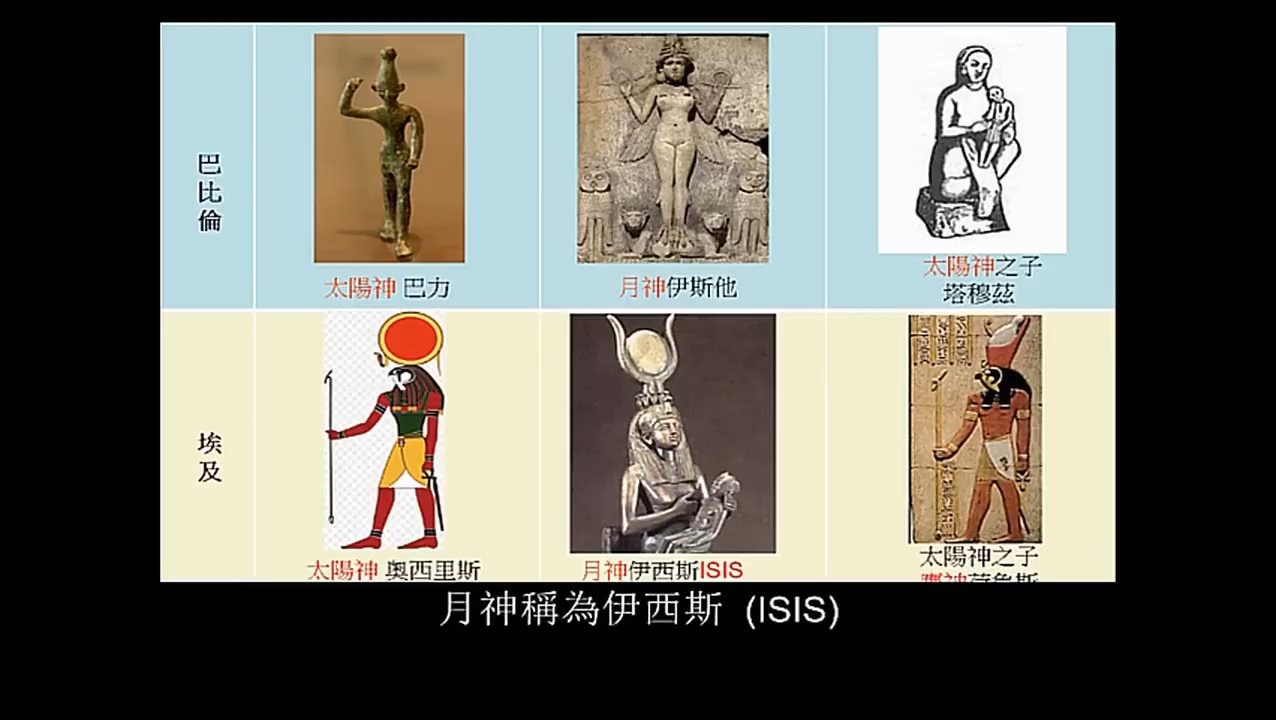 巴比倫
太陽神 巴力
月神伊斯他
太陽神之子
塔穆茲
埃及
太陽神 奧西里斯
月神伊西斯ISIS
太陽神之子
月神稱為伊西斯 (ISIS)